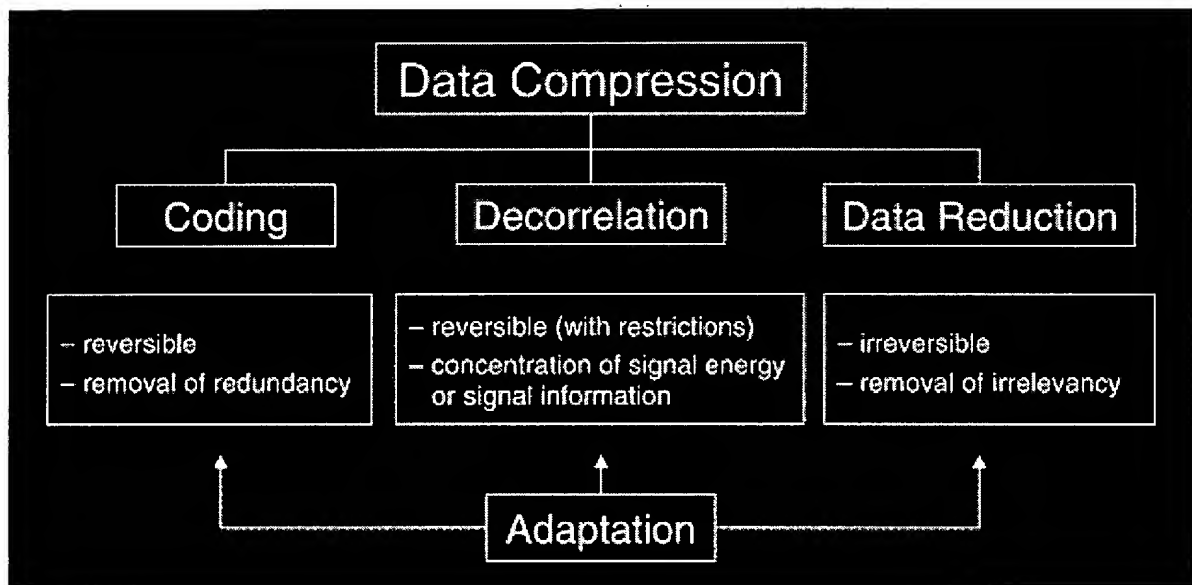 Data Compression
Coding
Decorrelation
Data Reduction
– reversible
– removal of redundancy
– reversible (with restrictions)
– concentration of signal energy
or signal information
– irreversible
– removal of irrelevancy
Adaptation